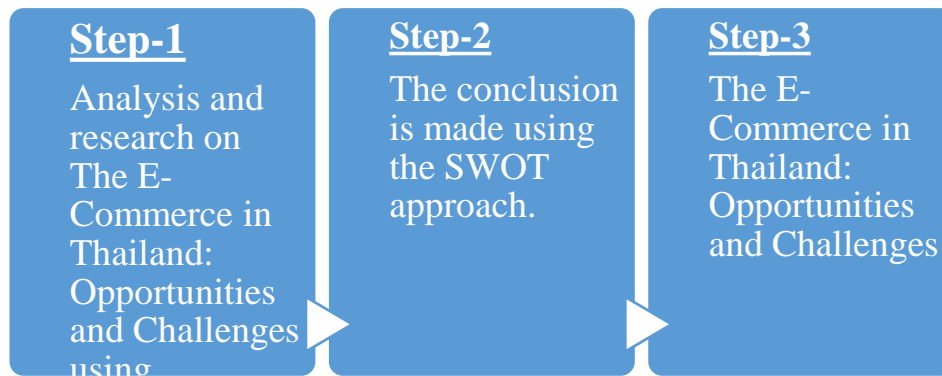 Step-1
Analysis and
research on
The E-
Commerce in
Thailand:
Opportunities
and Challenges
using
Step-2
The conclusion
is made using
the SWOT
approach.
Step-3
The E-
Commerce in
Thailand:
Opportunities
and Challenges